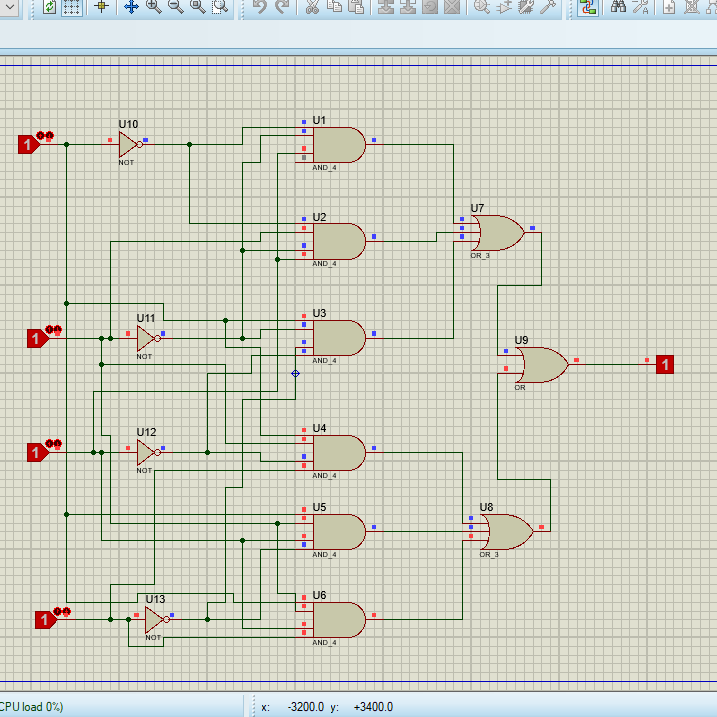 U10
1
NOT
U1
AND_4
U2
AND_4
U7
OR_3
U11
1
NOT
U3
AND_4
U9
1
OR
U12
1
NOT
U4
AND_4
U5
AND_4
U8
OR_3
U13
1
NOT
U6
AND_4
CPU load 0%)
x: -3200.0 y: +3400.0